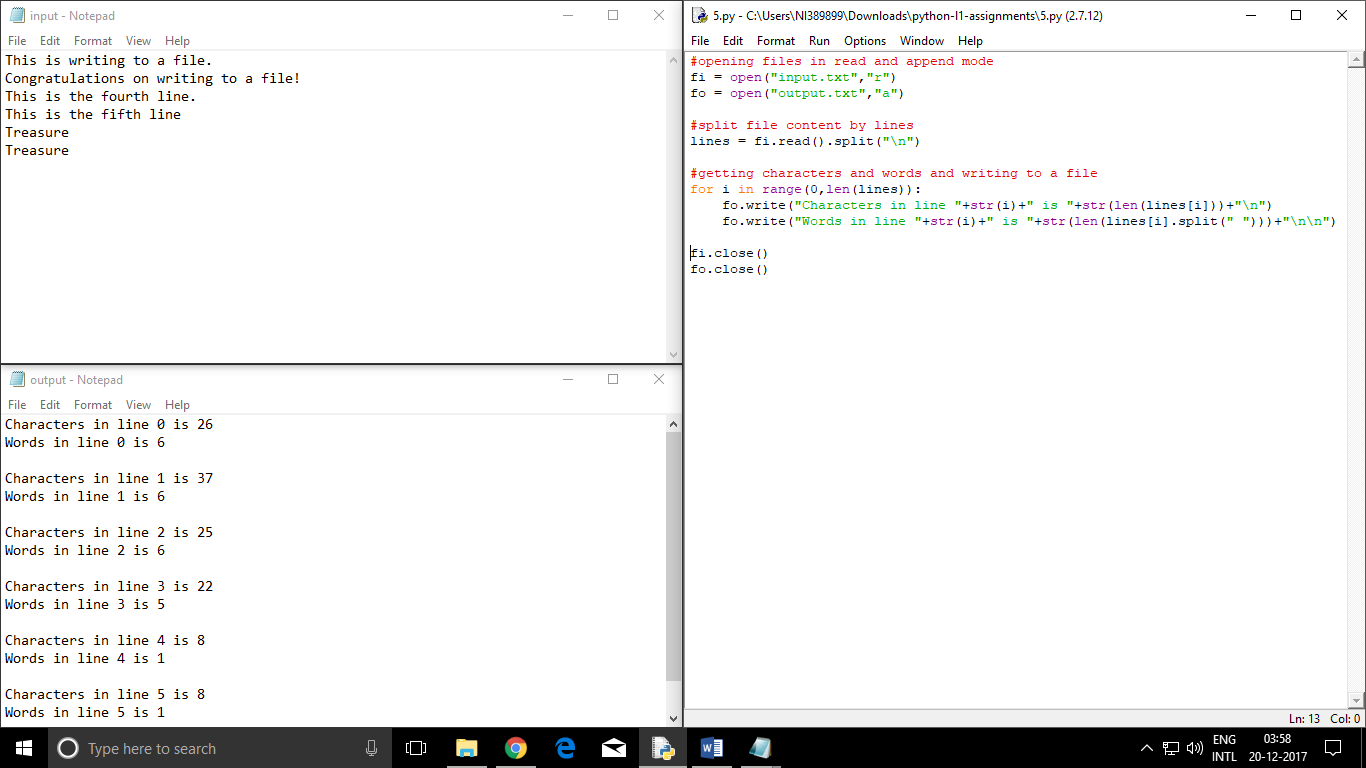 input - Notepad
File Edit Format View Help
This is writing to a file.
Congratulations on writing to a file!
This is the fourth line.
This is the fifth line
Treasure
Treasure
output - Notepad
File Edit Format View Help
Characters in line 0 is 26
Words in line 0 is 6

Characters in line 1 is 37
Words in line 1 is 6

Characters in line 2 is 25
Words in line 2 is 6

Characters in line 3 is 22
Words in line 3 is 5

Characters in line 4 is 8
Words in line 4 is 1

Characters in line 5 is 8
Words in line 5 is 1
5.py - C:\Users\NI389899\Downloads\python-l1-assignments\5.py (2.7.12)
File Edit Format Run Options Window Help
#opening files in read and append mode
fi = open("input.txt","r")
fo = open("output.txt","a")

#split file content by lines
lines = fi.read().split("\n")

#getting characters and words and writing to a file
for i in range(0,len(lines)):
    fo.write("Characters in line "+str(i)+" is "+str(len(lines[i]))+"\n")
    fo.write("Words in line "+str(i)+" is "+str(len(lines[i].split(" ")))+"\n\n")

fi.close()
fo.close()
Ln: 13 Col: 0
Type here to search
ENG
INTL
03:58
20-12-2017